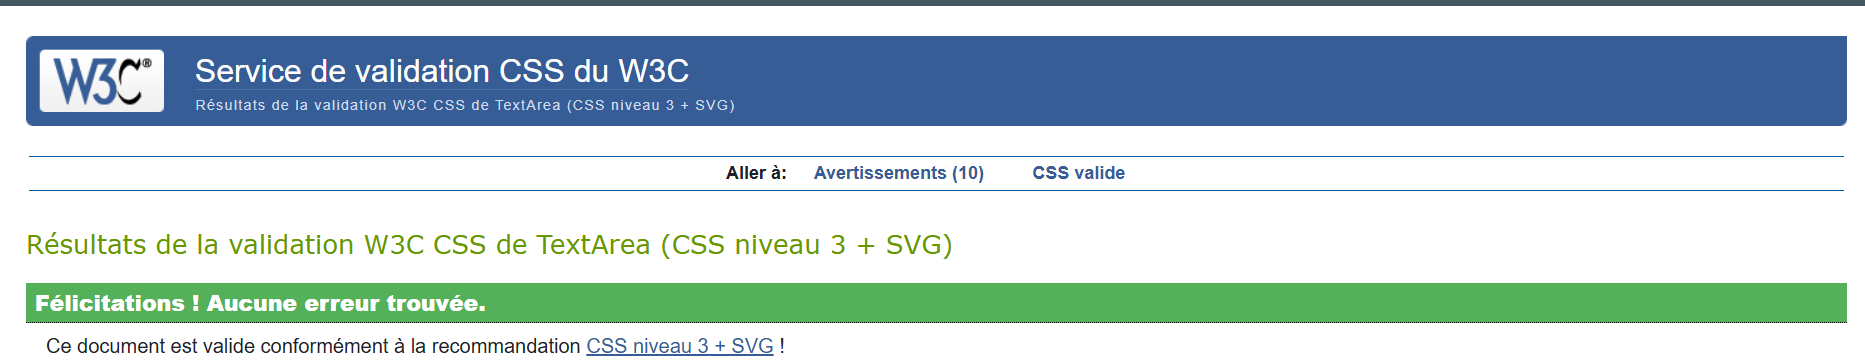 W3C®
Service de validation CSS du W3C
Résultats de la validation W3C CSS de TextArea (CSS niveau 3 + SVG)
Aller à: Avertissements (10) CSS valide
Résultats de la validation W3C CSS de TextArea (CSS niveau 3 + SVG)
Félicitations ! Aucune erreur trouvée.
Ce document est valide conformément à la recommandation CSS niveau 3 + SVG !